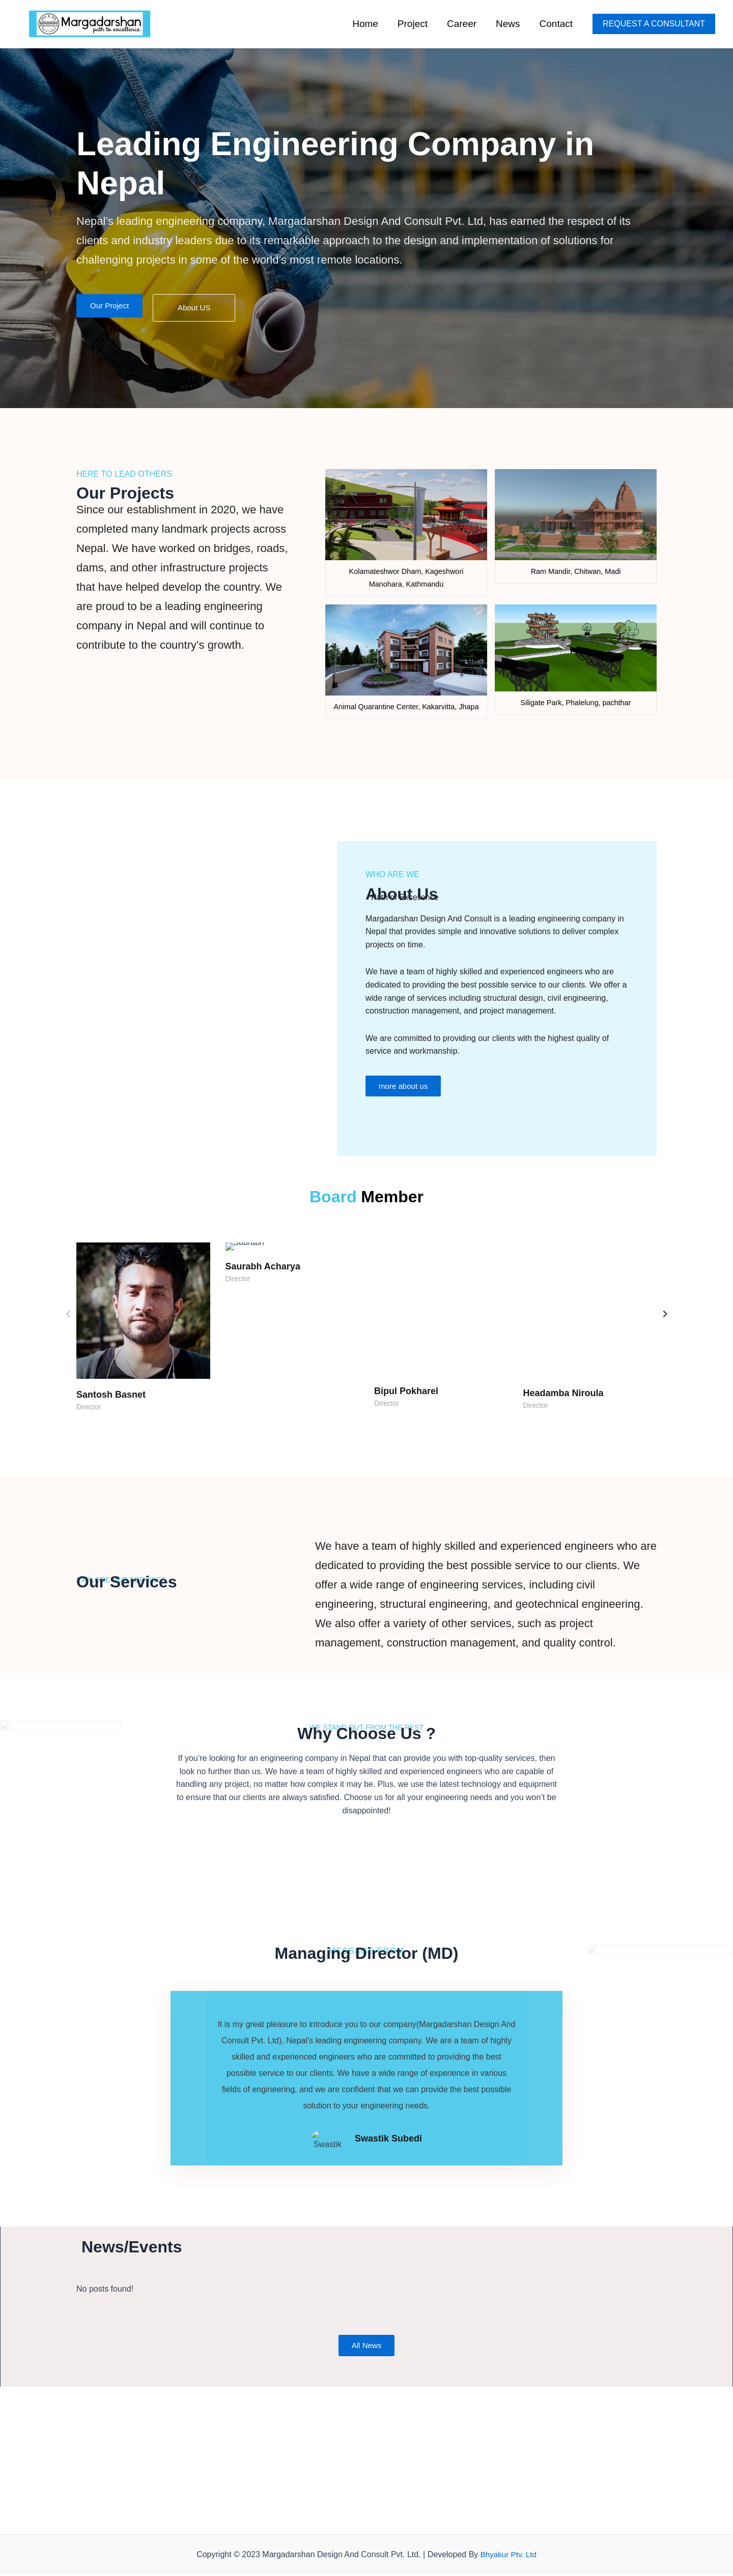 Margadarshan
path to excellence
Home
Project
Career
News
Contact
REQUEST A CONSULTANT
Leading Engineering Company in
Nepal
Nepal's leading engineering company, Margadarshan Design And Consult Pvt. Ltd, has earned the respect of its
clients and industry leaders due to its remarkable approach to the design and implementation of solutions for
challenging projects in some of the world's most remote locations.
Our Project
About US
HERE TO LEAD OTHERS
Our Projects
Since our establishment in 2020, we have
completed many landmark projects across
Nepal. We have worked on bridges, roads,
dams, and other infrastructure projects
that have helped develop the country. We
are proud to be a leading engineering
company in Nepal and will continue to
contribute to the country's growth.
Kolamateshwor Dham, Kageshwori
Manohara, Kathmandu
Ram Mandir, Chitwan, Madi
Animal Quarantine Center, Kakarvitta, Jhapa
Siligate Park, Phalelung, pachthar
WHO ARE WE
About Us
Margadarshan Design And Consult is a leading engineering company in
Nepal that provides simple and innovative solutions to deliver complex
projects on time.
We have a team of highly skilled and experienced engineers who are
dedicated to providing the best possible service to our clients. We offer a
wide range of services including structural design, civil engineering,
construction management, and project management.
We are committed to providing our clients with the highest quality of
service and workmanship.
more about us
Board Member
Santosh Basnet
Director
Saurabh
Saurabh Acharya
Director
Bipul Pokharel
Director
Headamba Niroula
Director
Our Services
We have a team of highly skilled and experienced engineers who are
dedicated to providing the best possible service to our clients. We
offer a wide range of engineering services, including civil
engineering, structural engineering, and geotechnical engineering.
We also offer a variety of other services, such as project
management, construction management, and quality control.
WE STAND OUT FROM THE REST
Why Choose Us ?
If you're looking for an engineering company in Nepal that can provide you with top-quality services, then
look no further than us. We have a team of highly skilled and experienced engineers who are capable of
handling any project, no matter how complex it may be. Plus, we use the latest technology and equipment
to ensure that our clients are always satisfied. Choose us for all your engineering needs and you won't be
disappointed!
Managing Director (MD)
It is my great pleasure to introduce you to our company(Margadarshan Design And
Consult Pvt. Ltd), Nepal's leading engineering company. We are a team of highly
skilled and experienced engineers who are committed to providing the best
possible service to our clients. We have a wide range of experience in various
fields of engineering, and we are confident that we can provide the best possible
solution to your engineering needs.
Swastik
Swastik Subedi
News/Events
No posts found!
All News
Copyright © 2023 Margadarshan Design And Consult Pvt. Ltd. | Developed By Bhyakur Ptv. Ltd